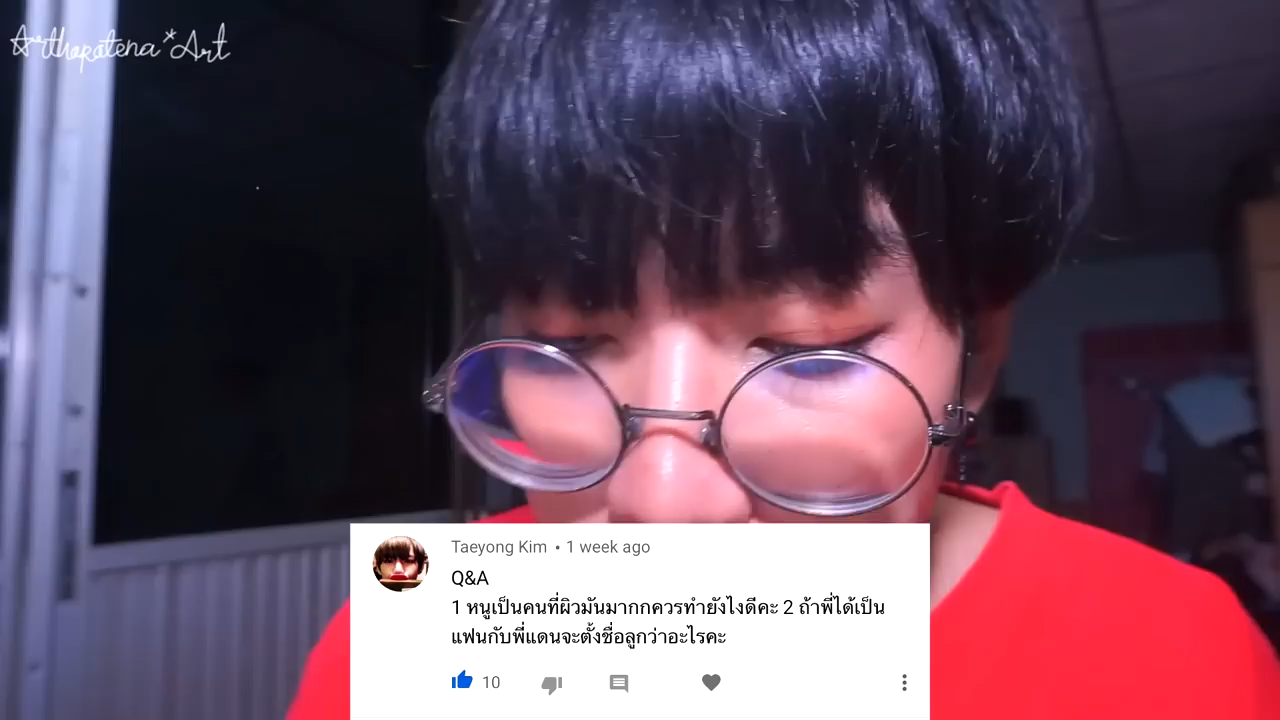 Arthapatena*Art
Taeyong Kim • 1 week ago
Q&A
1 หนูเป็นคนที่ผิวมันมากกควรทำยังไงดีคะ 2 ถ้าพี่ได้เป็น
แฟนกับพี่แดนจะตั้งชื่อลูกว่าอะไรคะ
10